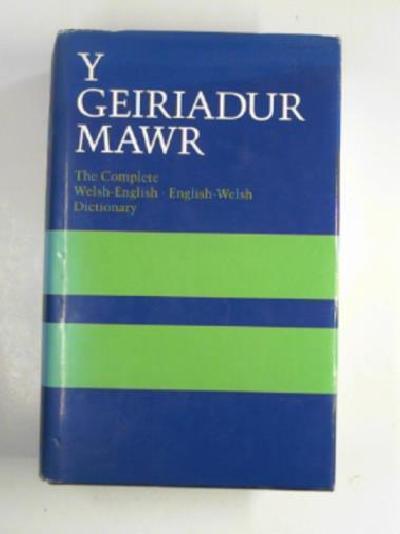 Y
GEIRIADUR
MAWR
The Complete
Welsh-English · English-Welsh
Dictionary